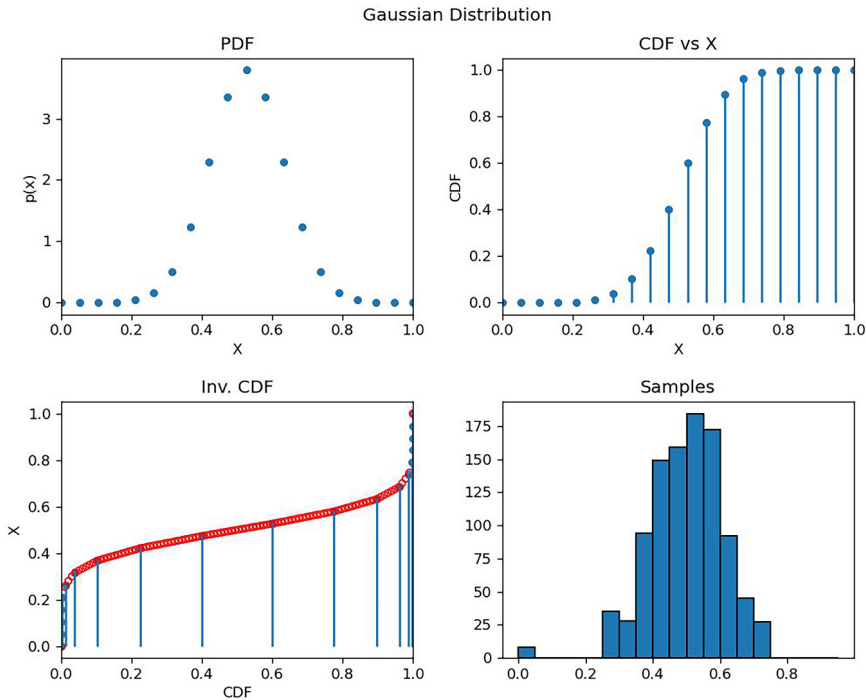 Gaussian Distribution
PDF
3
2
1
0
p(x)
0.0 0.2 0.4 0.6 0.8 1.0
X
CDF vs X
1.0
0.8
0.6
0.4
0.2
0.0
CDF
0.0 0.2 0.4 0.6 0.8 1.0
X
Inv. CDF
1.0
0.8
0.6
0.4
0.2
0.0
X
0.0 0.2 0.4 0.6 0.8 1.0
CDF
Samples
175
150
125
100
75
50
25
0
0.0 0.2 0.4 0.6 0.8